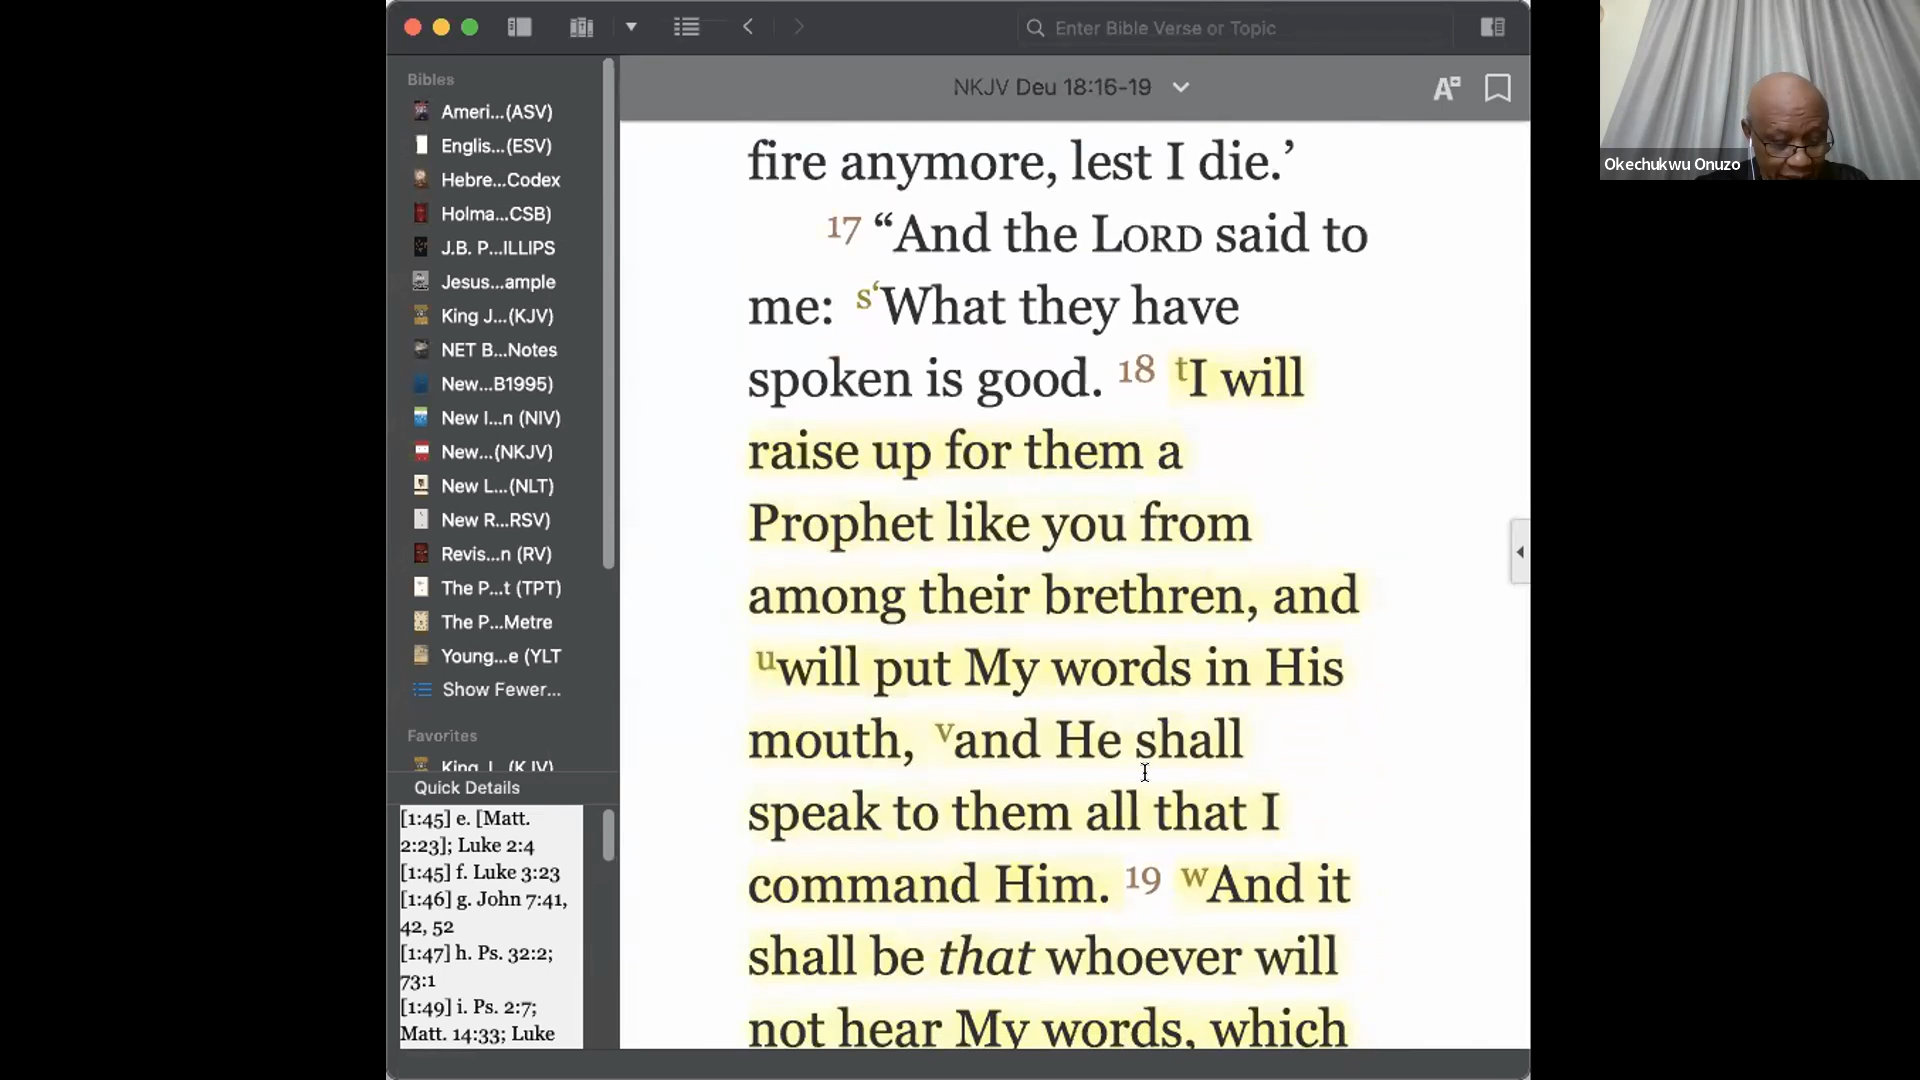 Enter Bible Verse or Topic
Bibles
Ameri...(ASV)
Englis...(ESV)
Hebre...Codex
Holma...CSB)
J.B. P...ILLIPS
Jesus...ample
King J...(KJV)
NET B...Notes
New...B1995)
New I...n (NIV)
New...(NKJV)
New L...(NLT)
New R...RSV)
Revis...n (RV)
The P...t (TPT)
The P...Metre
Young...e (YLT
Show Fewer...
Favorites
King J...(KJV)
Quick Details
[1:45] e. [Matt.
2:23]; Luke 2:4
[1:45] f. Luke 3:23
[1:46] g. John 7:41,
42, 52
[1:47] h. Ps. 32:2;
73:1
[1:49] i. Ps. 2:7;
Matt. 14:33; Luke
NKJV Deu 18:16-19
fire anymore, lest I die.’
17 “And the LORD said to
me: s‘What they have
spoken is good. 18 tI will
raise up for them a
Prophet like you from
among their brethren, and
uwill put My words in His
mouth, vand He shall
speak to them all that I
command Him. 19 wAnd it
shall be that whoever will
not hear My words, which
Okechukwu Onuzo